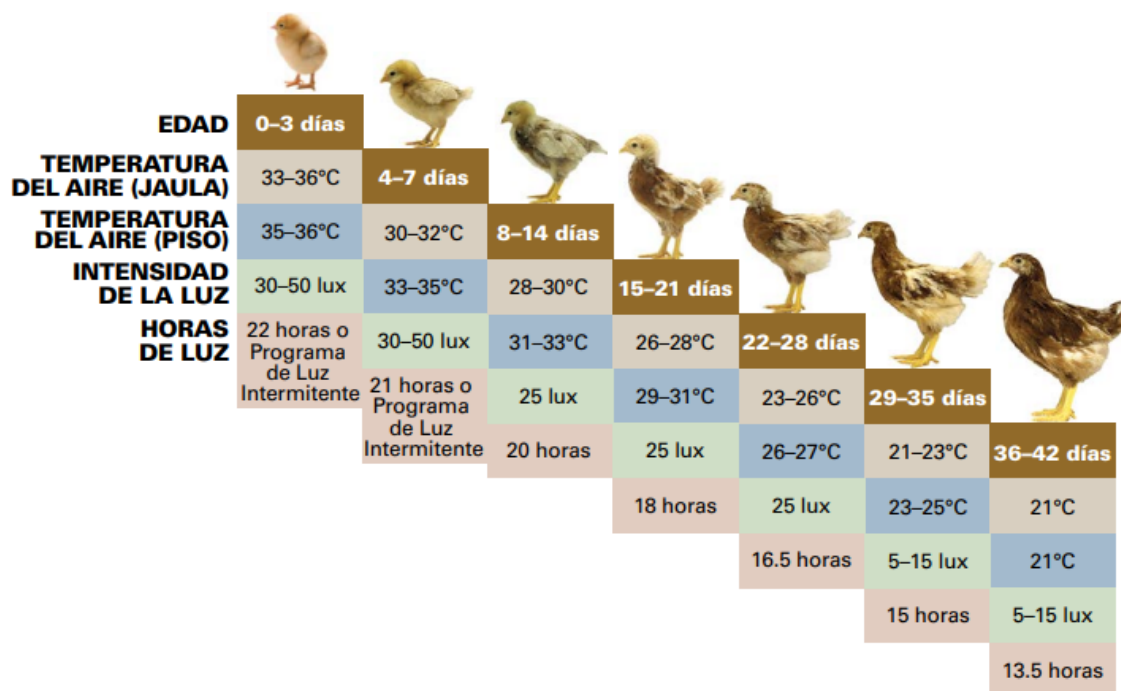 EDAD
0–3 días
TEMPERATURA
DEL AIRE (JAULA)
33–36°C
4–7 días
TEMPERATURA
DEL AIRE (PISO)
35–36°C
30–32°C
8–14 días
INTENSIDAD
DE LA LUZ
30–50 lux
33–35°C
28–30°C
15–21 días
HORAS
DE LUZ
22 horas o
Programa
de Luz
Intermitente
30–50 lux
31–33°C
26–28°C
22–28 días
21 horas o
Programa
de Luz
Intermitente
25 lux
29–31°C
23–26°C
29–35 días
20 horas
25 lux
26–27°C
21–23°C
36–42 días
18 horas
25 lux
23–25°C
21°C
16.5 horas
5–15 lux
21°C
15 horas
5–15 lux
13.5 horas